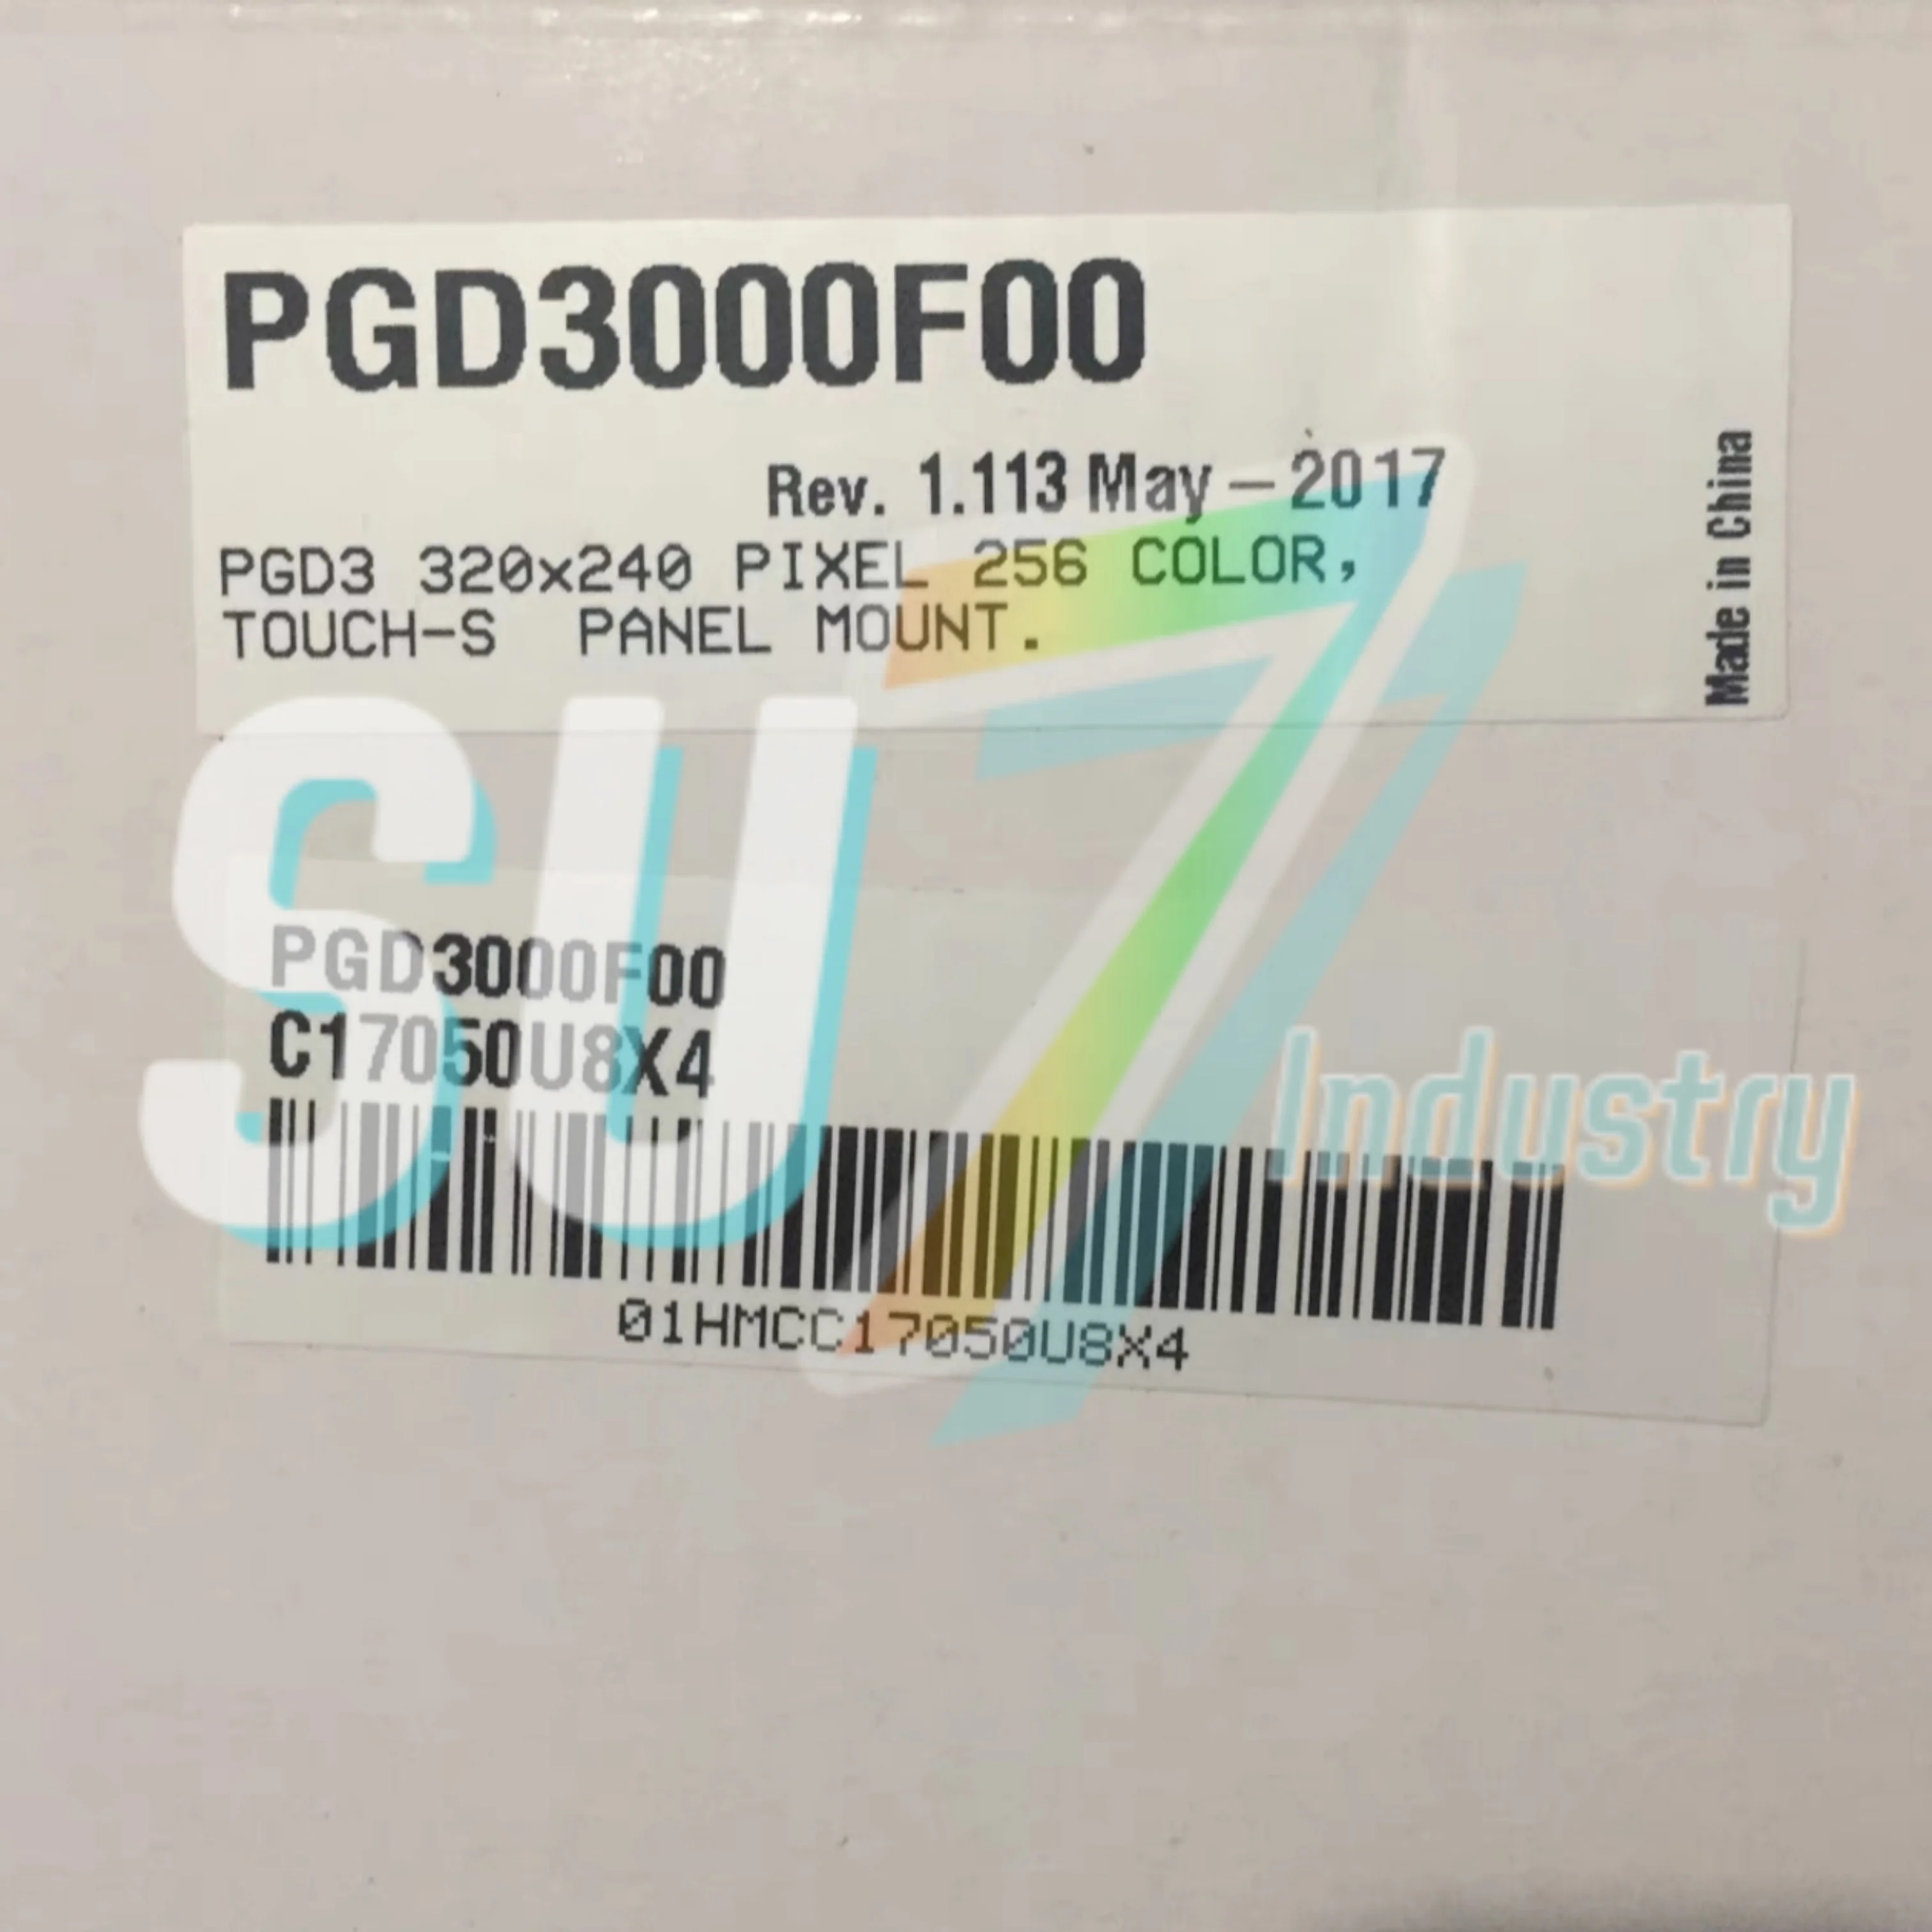 PGD3000F00
Rev. 1.113 May – 2017
PGD3 320x240 PIXEL 256 COLOR,
TOUCH-S PANEL MOUNT.
Made in China
SU7
Industry
PGD3000F00
C17050U8X4
01HMCC17050U8X4